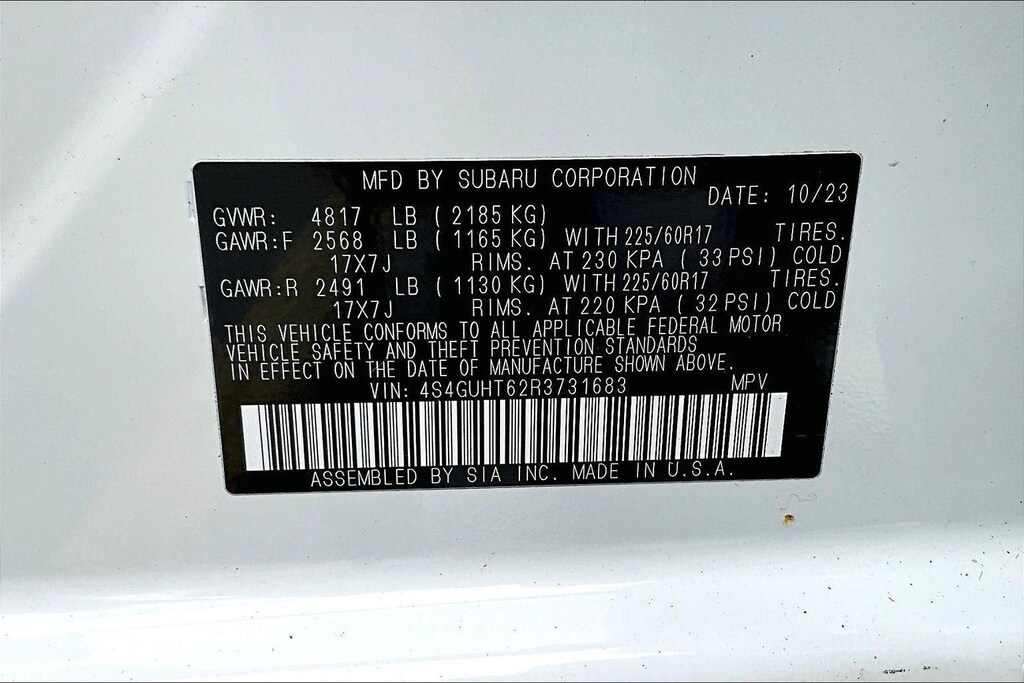 MFD BY SUBARU CORPORATION
DATE: 10/23
GVWR: 4817 LB ( 2185 KG)
GAWR:F 2568 LB ( 1165 KG) WITH 225/60R17 TIRES.
17X7J RIMS. AT 230 KPA ( 33 PSI) COLD
GAWR:R 2491 LB ( 1130 KG) WITH 225/60R17 TIRES.
17X7J RIMS. AT 220 KPA ( 32 PSI) COLD
THIS VEHICLE CONFORMS TO ALL APPLICABLE FEDERAL MOTOR
VEHICLE SAFETY AND THEFT PREVENTION STANDARDS
IN EFFECT ON THE DATE OF MANUFACTURE SHOWN ABOVE.
VIN: 4S4GUHT62R3731683 MPV
ASSEMBLED BY SIA INC. MADE IN U.S.A.